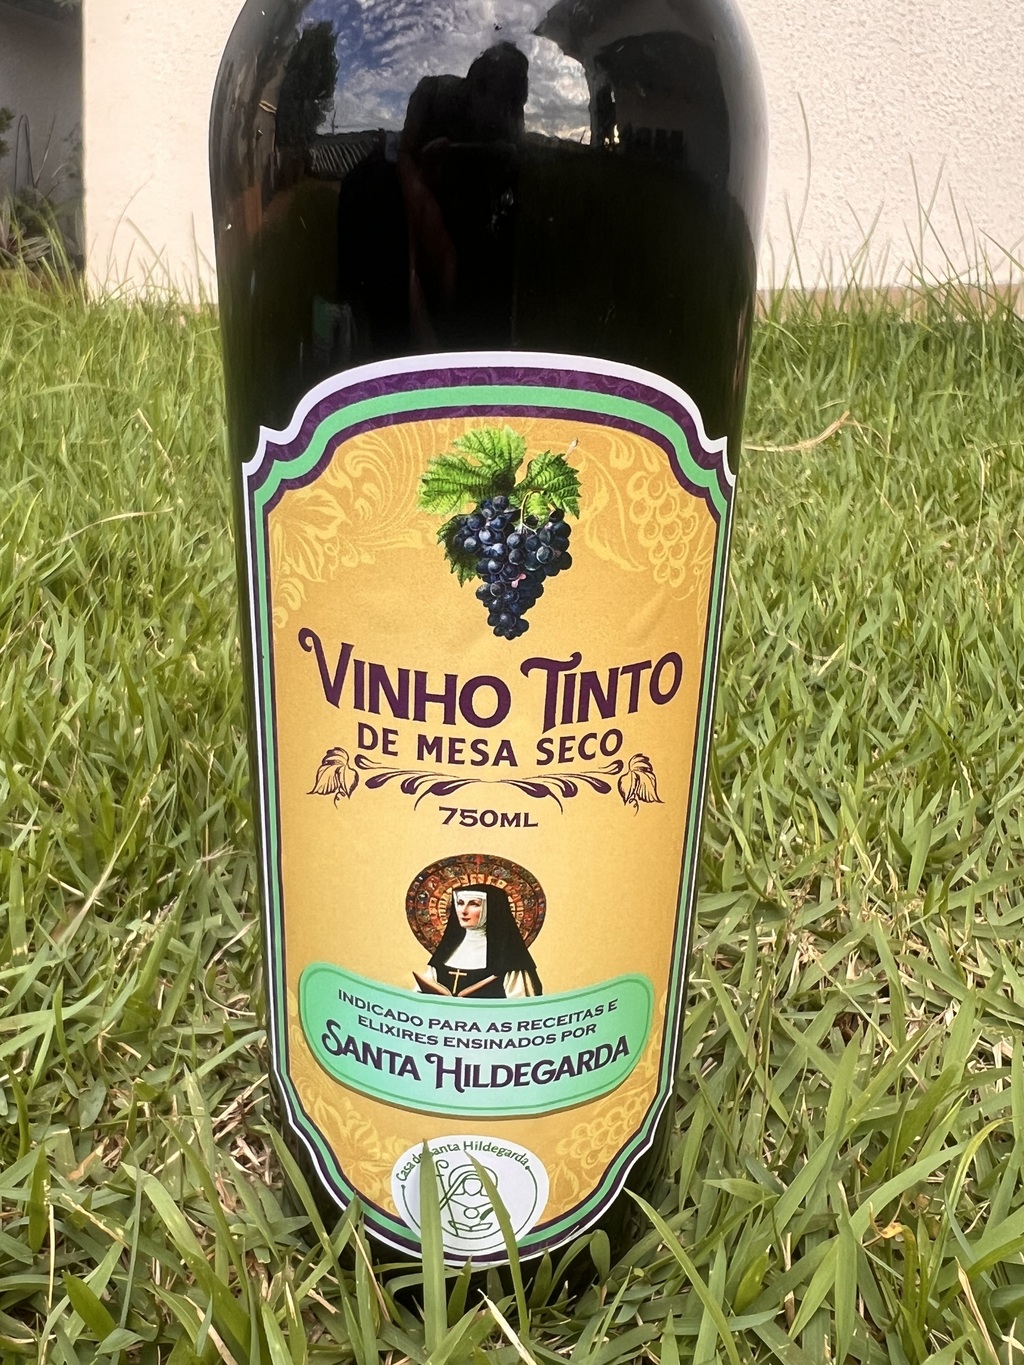 VINHO TINTO
DE MESA SECO
750ML
INDICADO PARA AS RECEITAS E
ELIXIRES ENSINADOS POR
SANTA HILDEGARDA
Casa de Santa Hildegarda